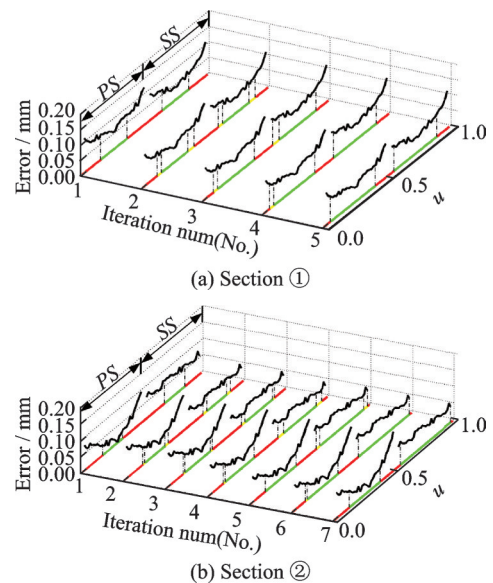 PS
SS
0.20
0.15
0.10
0.05
0.00
Error / mm
1
2
3
4
5
Iteration num(No.)
0.0
0.5
1.0
u
(a) Section ①
PS
SS
0.20
0.15
0.10
0.05
0.00
Error / mm
1
2
3
4
5
6
7
Iteration num(No.)
0.0
0.5
1.0
u
(b) Section ②